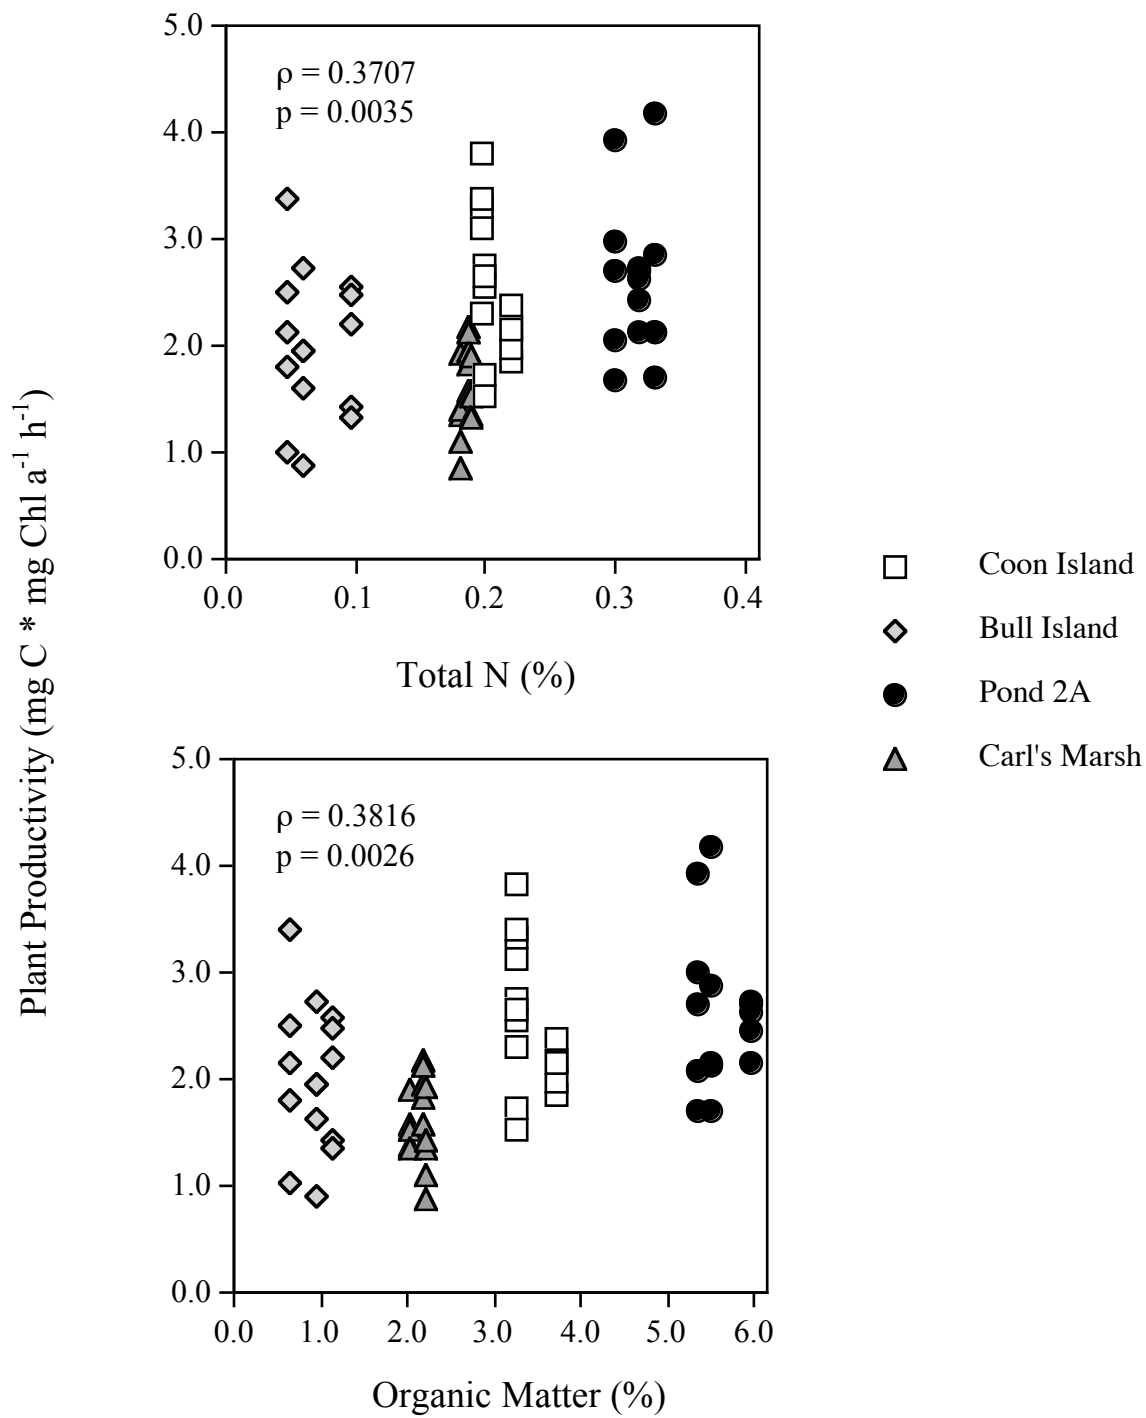 Plant Productivity (mg C * mg Chl a⁻¹ h⁻¹)
5.0
4.0
3.0
2.0
1.0
0.0
ρ = 0.3707
p = 0.0035
0.0 0.1 0.2 0.3 0.4
Total N (%)
Coon Island
Bull Island
Pond 2A
Carl's Marsh
5.0
4.0
3.0
2.0
1.0
0.0
ρ = 0.3816
p = 0.0026
0.0 1.0 2.0 3.0 4.0 5.0 6.0
Organic Matter (%)